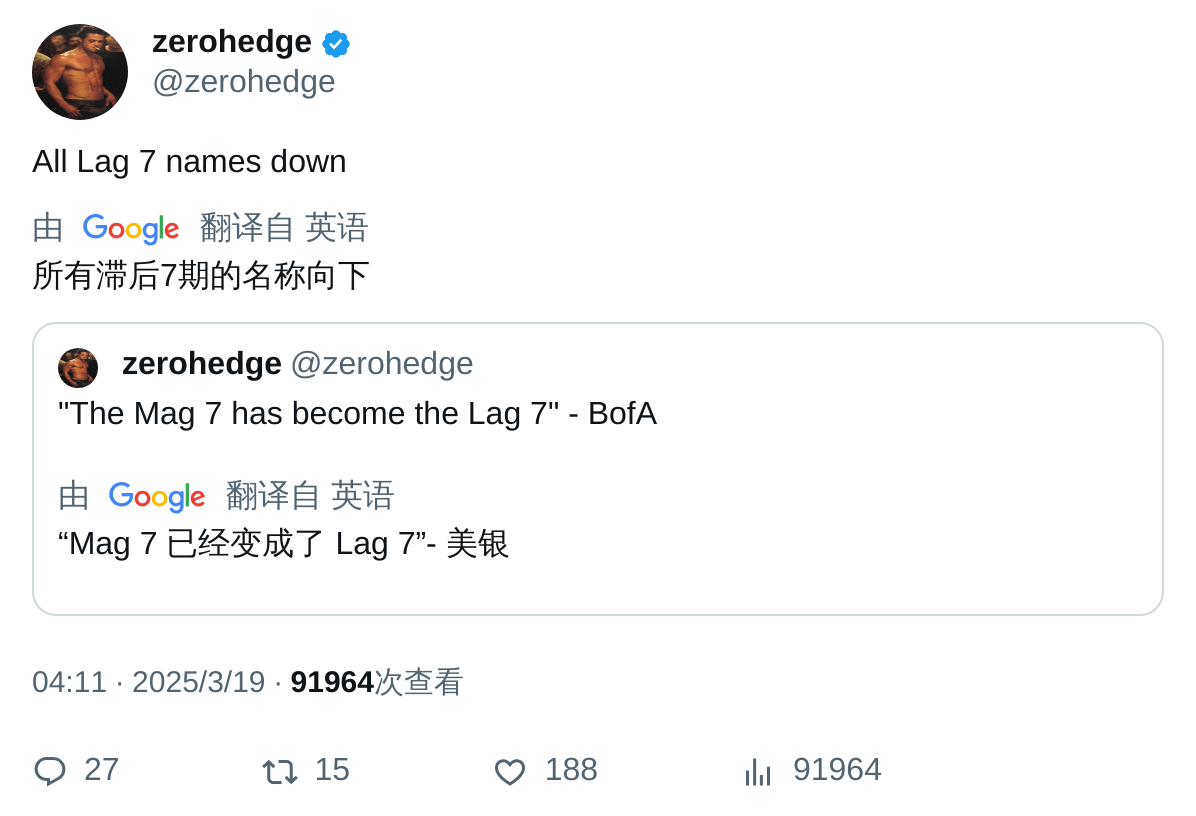 zerohedge
@zerohedge
All Lag 7 names down
由 Google 翻译自 英语
所有滞后7期的名称向下
zerohedge @zerohedge
"The Mag 7 has become the Lag 7" - BofA
由 Google 翻译自 英语
“Mag 7 已经变成了 Lag 7”- 美银
04:11 · 2025/3/19 · 91964次查看
27 15 188 91964